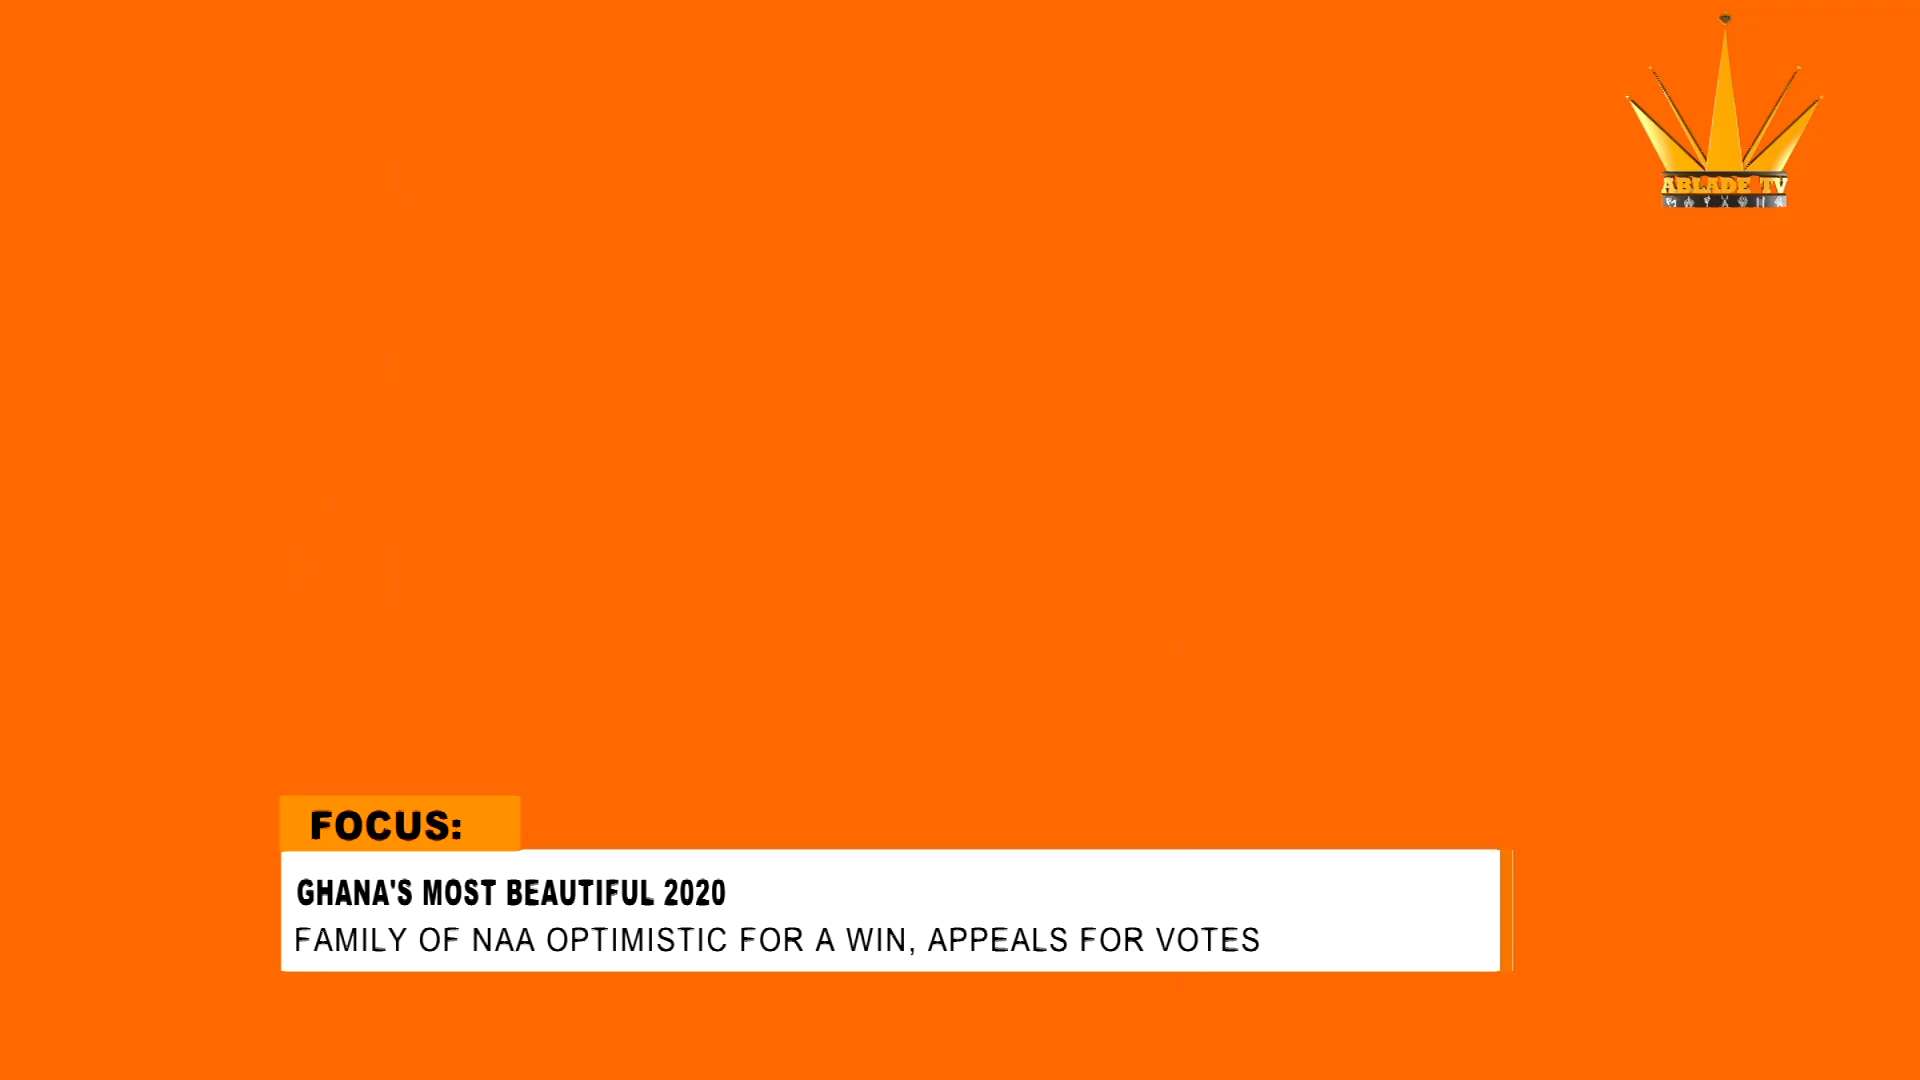 ABLADE TV
FOCUS:
GHANA'S MOST BEAUTIFUL 2020
FAMILY OF NAA OPTIMISTIC FOR A WIN, APPEALS FOR VOTES